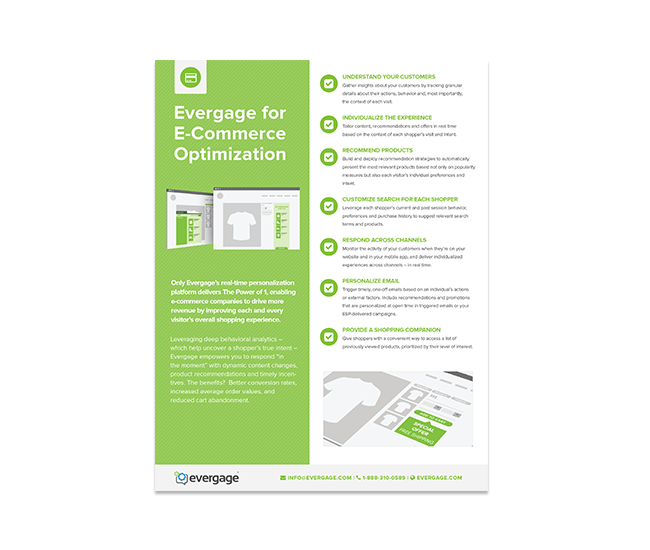 Evergage for
E-Commerce
Optimization
Only Evergage's real-time personalization
platform delivers The Power of 1, enabling
e-commerce companies to drive more
revenue by improving each and every
visitor's overall shopping experience.
Leveraging deep behavioral analytics –
which help uncover a shopper's true intent –
Evergage empowers you to respond "in
the moment" with dynamic content changes,
product recommendations and timely incen-
tives. The benefits? Better conversion rates,
increased average order values, and
reduced cart abandonment.
UNDERSTAND YOUR CUSTOMERS
Gather insights about your customers by tracking granular
details about their actions, behavior and, most importantly,
the context of each visit.
INDIVIDUALIZE THE EXPERIENCE
Tailor content, recommendations and offers in real time
based on the context of each shopper's visit and intent.
RECOMMEND PRODUCTS
Build and deploy recommendation strategies to automatically
present the most relevant products based not only on popularity
measures but also each visitor's individual preferences and
intent.
CUSTOMIZE SEARCH FOR EACH SHOPPER
Leverage each shopper's current and past session behavior,
preferences and purchase history to suggest relevant search
terms and products.
RESPOND ACROSS CHANNELS
Monitor the activity of your customers when they're on your
website and in your mobile app, and deliver individualized
experiences across channels – in real time.
PERSONALIZE EMAIL
Trigger timely, one-off emails based on an individual's actions
or external factors. Include recommendations and promotions
that are personalized at open time in triggered emails or your
ESP-delivered campaigns.
PROVIDE A SHOPPING COMPANION
Give shoppers with a convenient way to access a list of
previously viewed products, prioritized by their level of interest.
ADD TO CART
SPECIAL
OFFER
FREE SHIPPING
evergage
INFO@EVERGAGE.COM | 1-888-310-0589 | EVERGAGE.COM